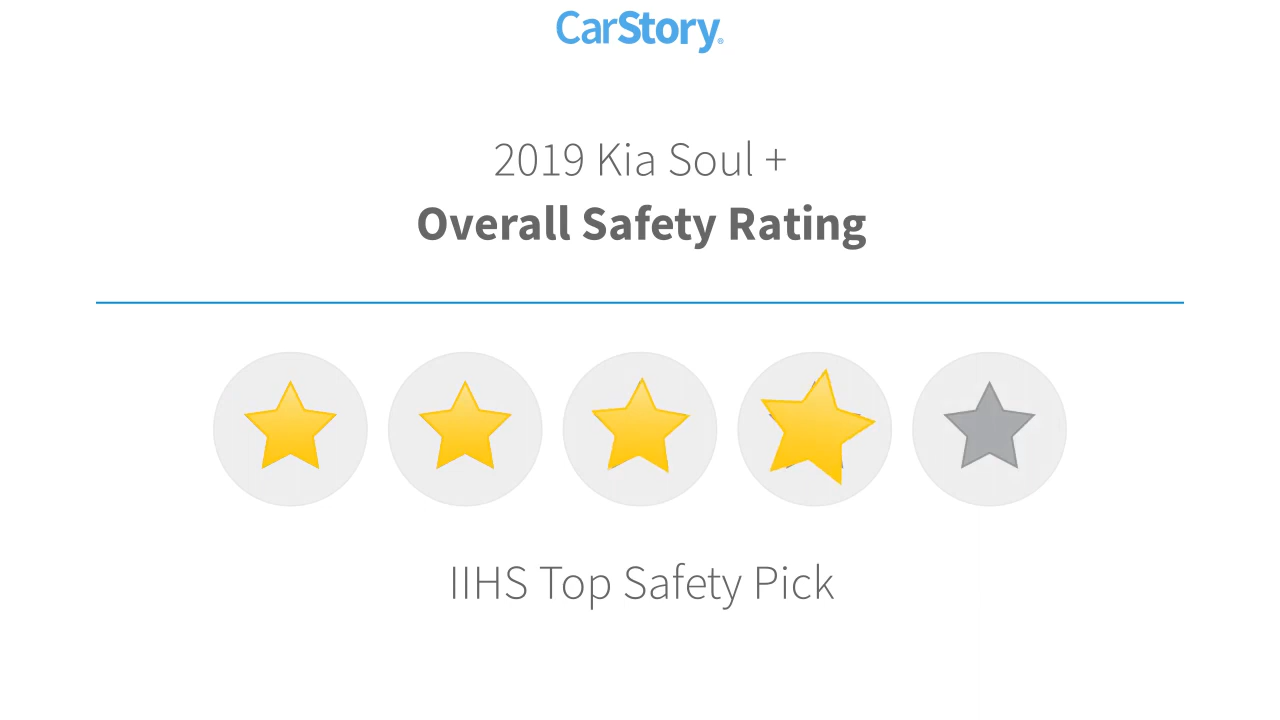 CarStory®
2019 Kia Soul +
Overall Safety Rating
IIHS Top Safety Pick